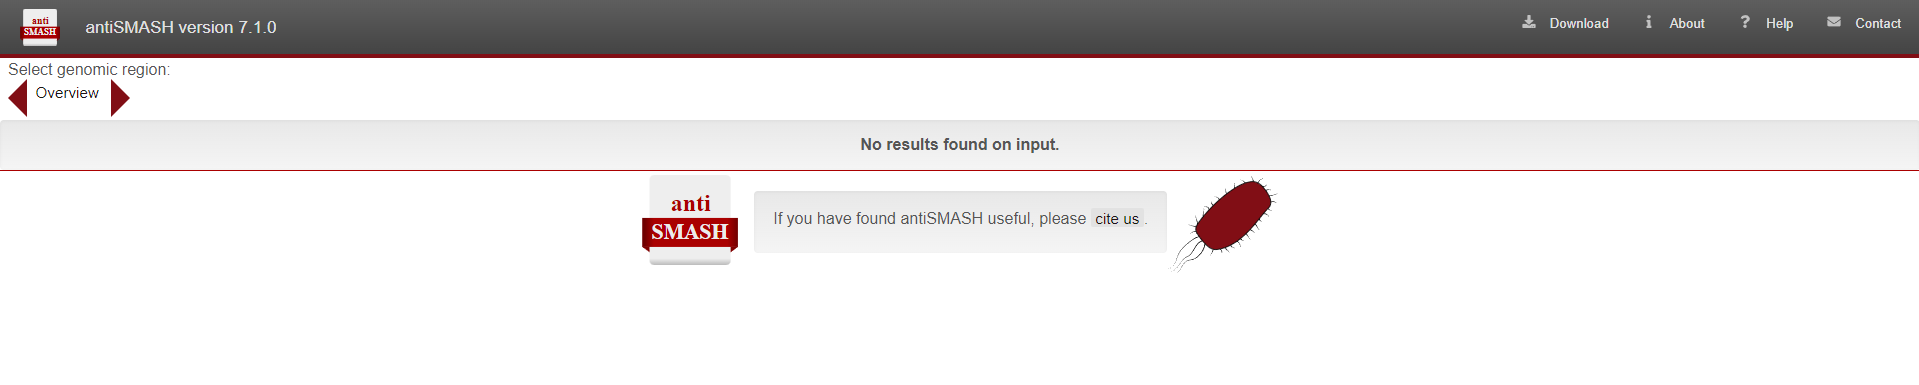 anti
SMASH
antiSMASH version 7.1.0
Download
About
Help
Contact
Select genomic region:
Overview
No results found on input.
anti
SMASH
If you have found antiSMASH useful, please cite us.